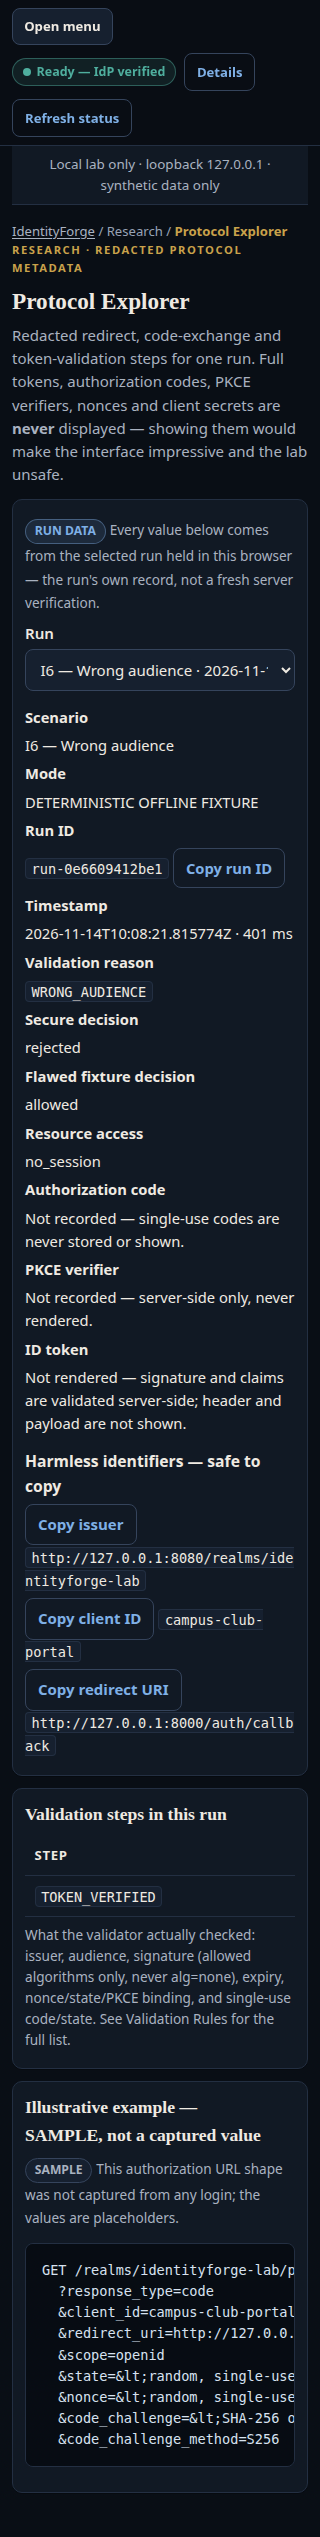 Open menu
Ready — IdP verified
Details
Refresh status
Local lab only · loopback 127.0.0.1 ·
synthetic data only
IdentityForge / Research / Protocol Explorer
RESEARCH · REDACTED PROTOCOL
METADATA
Protocol Explorer
Redacted redirect, code-exchange and
token-validation steps for one run. Full
tokens, authorization codes, PKCE
verifiers, nonces and client secrets are
never displayed — showing them would
make the interface impressive and the lab
unsafe.
RUN DATA Every value below comes
from the selected run held in this browser
— the run's own record, not a fresh server
verification.
Run
I6 — Wrong audience · 2026-11-
Scenario
I6 — Wrong audience
Mode
DETERMINISTIC OFFLINE FIXTURE
Run ID
run-0e6609412be1 Copy run ID
Timestamp
2026-11-14T10:08:21.815774Z · 401 ms
Validation reason
WRONG_AUDIENCE
Secure decision
rejected
Flawed fixture decision
allowed
Resource access
no_session
Authorization code
Not recorded — single-use codes are
never stored or shown.
PKCE verifier
Not recorded — server-side only, never
rendered.
ID token
Not rendered — signature and claims
are validated server-side; header and
payload are not shown.
Harmless identifiers — safe to
copy
Copy issuer
http://127.0.0.1:8080/realms/ide
ntityforge-lab
Copy client ID campus-club-
portal
Copy redirect URI
http://127.0.0.1:8000/auth/callb
ack
Validation steps in this run
STEP
TOKEN_VERIFIED
What the validator actually checked:
issuer, audience, signature (allowed
algorithms only, never alg=none), expiry,
nonce/state/PKCE binding, and single-use
code/state. See Validation Rules for the
full list.
Illustrative example —
SAMPLE, not a captured value
SAMPLE This authorization URL shape
was not captured from any login; the
values are placeholders.
GET /realms/identityforge-lab/p
?response_type=code
&client_id=campus-club-portal
&redirect_uri=http://127.0.0.
&scope=openid
&state=&lt;random, single-use
&nonce=&lt;random, single-use
&code_challenge=&lt;SHA-256 o
&code_challenge_method=S256